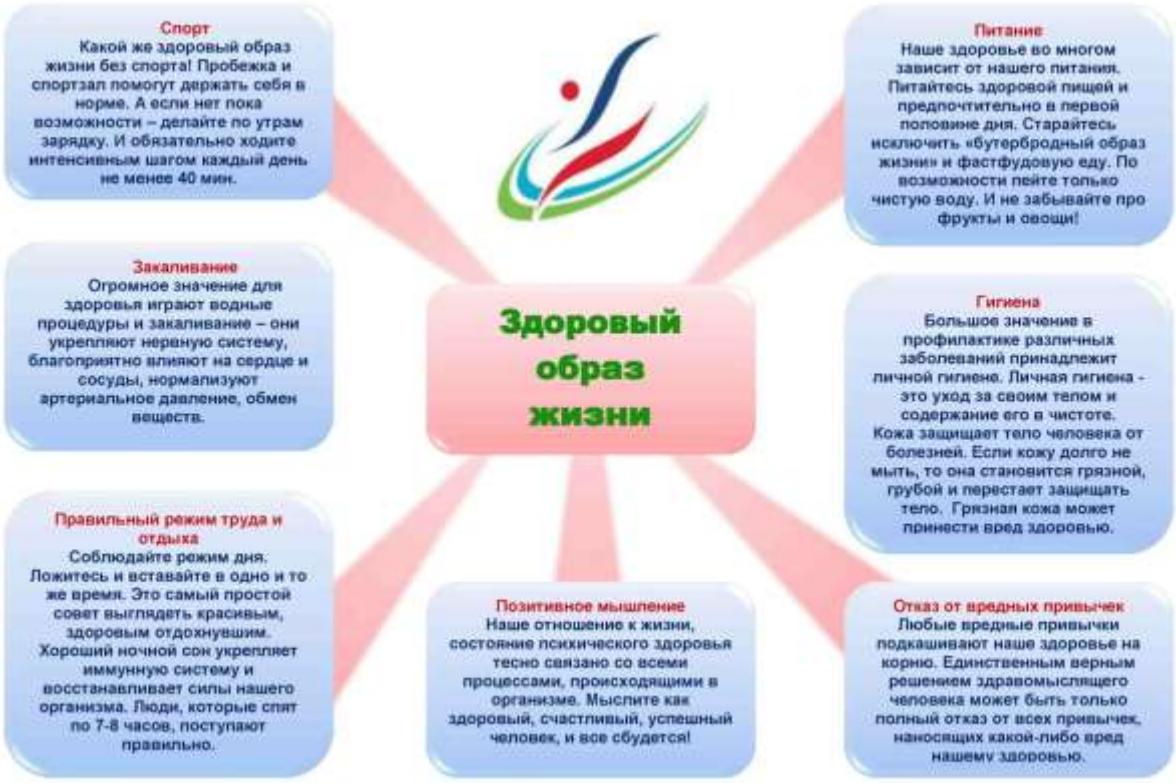 Спорт
Какой же здоровый образ
жизни без спорта! Пробежка и
спортзал помогут держать себя в
норме. А если нет пока
возможности – делайте по утрам
зарядку. И обязательно ходите
интенсивным шагом каждый день
не менее 40 мин.
Закаливание
Огромное значение для
здоровья играют водные
процедуры и закаливание – они
укрепляют нервную систему,
благоприятно влияют на сердце и
сосуды, нормализуют
артериальное давление, обмен
веществ.
Правильный режим труда и
отдыха
Соблюдайте режим дня.
Ложитесь и вставайте в одно и то
же время. Это самый простой
совет выглядеть красивым,
здоровым отдохнувшим.
Хороший ночной сон укрепляет
иммунную систему и
восстанавливает силы нашего
организма. Люди, которые спят
по 7-8 часов, поступают
правильно.
Здоровый
образ
жизни
Позитивное мышление
Наше отношение к жизни,
состояние психического здоровья
тесно связано со всеми
процессами, происходящими в
организме. Мыслите как
здоровый, счастливый, успешный
человек, и все сбудется!
Питание
Наше здоровье во многом
зависит от нашего питания.
Питайтесь здоровой пищей и
предпочтительно в первой
половине дня. Старайтесь
исключить «бутербродный образ
жизни» и фастфудовую еду. По
возможности пейте только
чистую воду. И не забывайте про
фрукты и овощи!
Гигиена
Большое значение в
профилактике различных
заболеваний принадлежит
личной гигиене. Личная гигиена -
это уход за своим телом и
содержание его в чистоте.
Кожа защищает тело человека от
болезней. Если кожу долго не
мыть, то она становится грязной,
грубой и перестает защищать
тело. Грязная кожа может
принести вред здоровью.
Отказ от вредных привычек
Любые вредные привычки
подкашивают наше здоровье на
корню. Единственным верным
решением здравомыслящего
человека может быть только
полный отказ от всех привычек,
наносящих какой-либо вред
нашему здоровью.